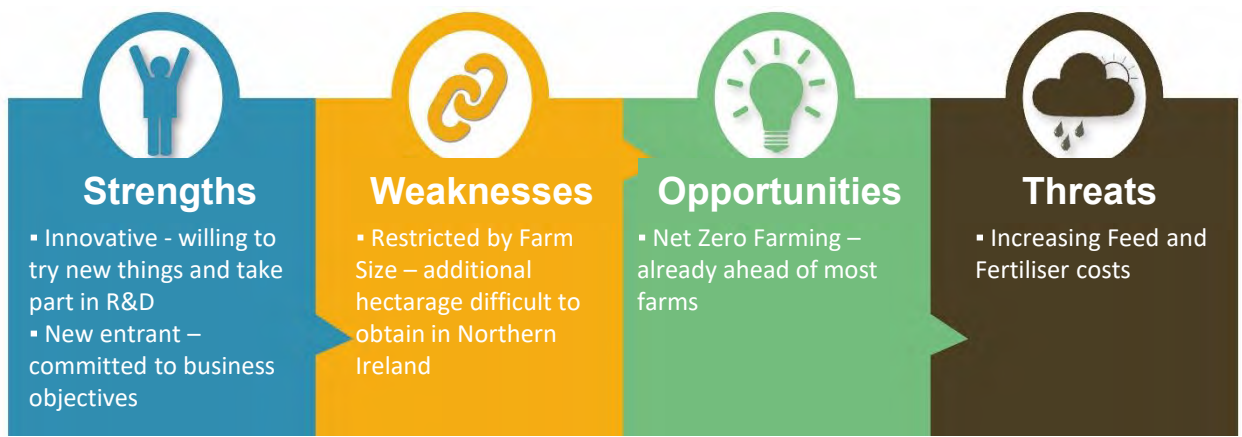 Strengths
▪ Innovative - willing to
try new things and take
part in R&D
▪ New entrant –
committed to business
objectives
Weaknesses
▪ Restricted by Farm
Size – additional
hectarage difficult to
obtain in Northern
Ireland
Opportunities
▪ Net Zero Farming –
already ahead of most
farms
Threats
▪ Increasing Feed and
Fertiliser costs